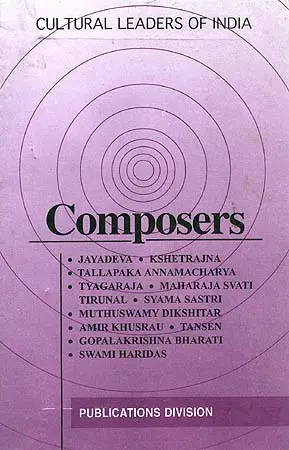 CULTURAL LEADERS OF INDIA
Composers
• JAYADEVA • KSHETRAJNA
• TALLAPAKA ANNAMACHARYA
• TYAGARAJA • MAHARAJA SVATI
TIRUNAL • SYAMA SASTRI
• MUTHUSWAMY DIKSHITAR
• AMIR KHUSRAU • TANSEN
• GOPALAKRISHNA BHARATI
• SWAMI HARIDAS
PUBLICATIONS DIVISION